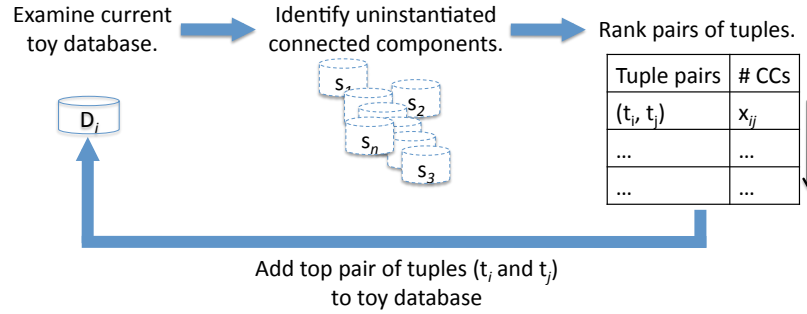 Examine current
toy database.
Identify uninstantiated
connected components.
Rank pairs of tuples.
D_i
s_1
s_2
s_n
s_3
Tuple pairs # CCs
(t_i, t_j) x_ij
... ...
... ...
Add top pair of tuples (t_i and t_j)
to toy database